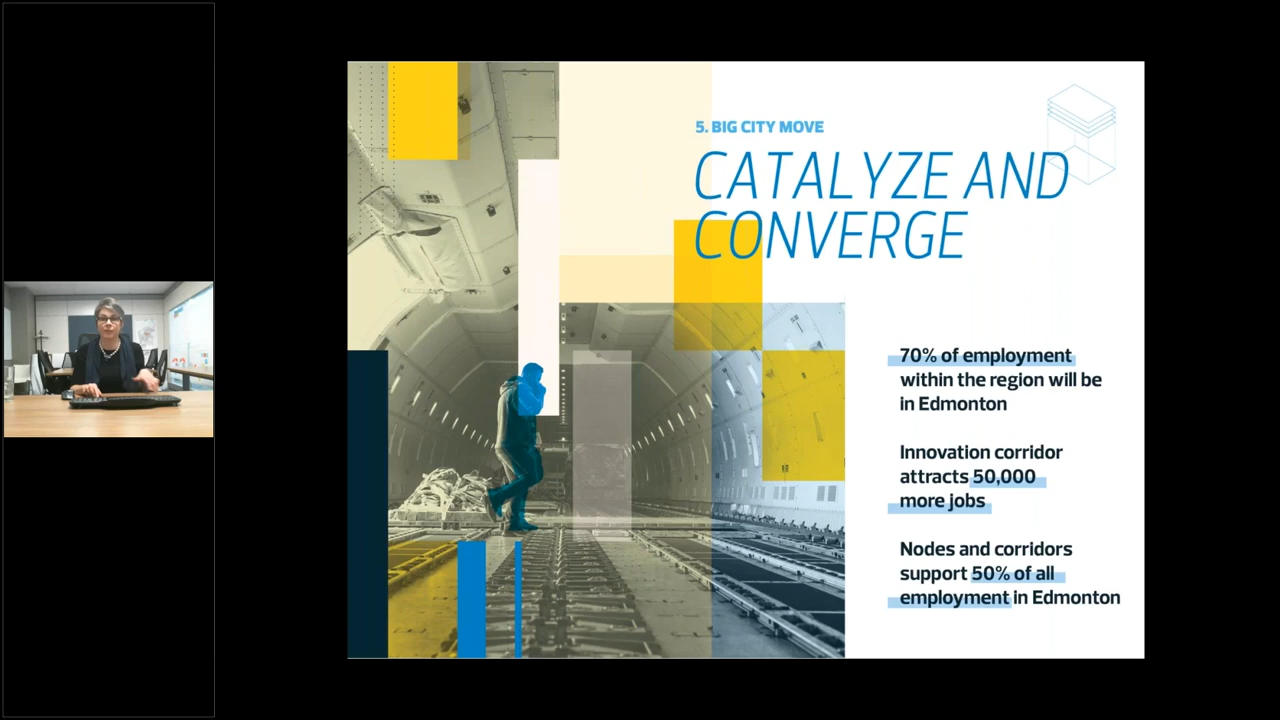 5. BIG CITY MOVE
CATALYZE AND
CONVERGE
70% of employment
within the region will be
in Edmonton
Innovation corridor
attracts 50,000
more jobs
Nodes and corridors
support 50% of all
employment in Edmonton